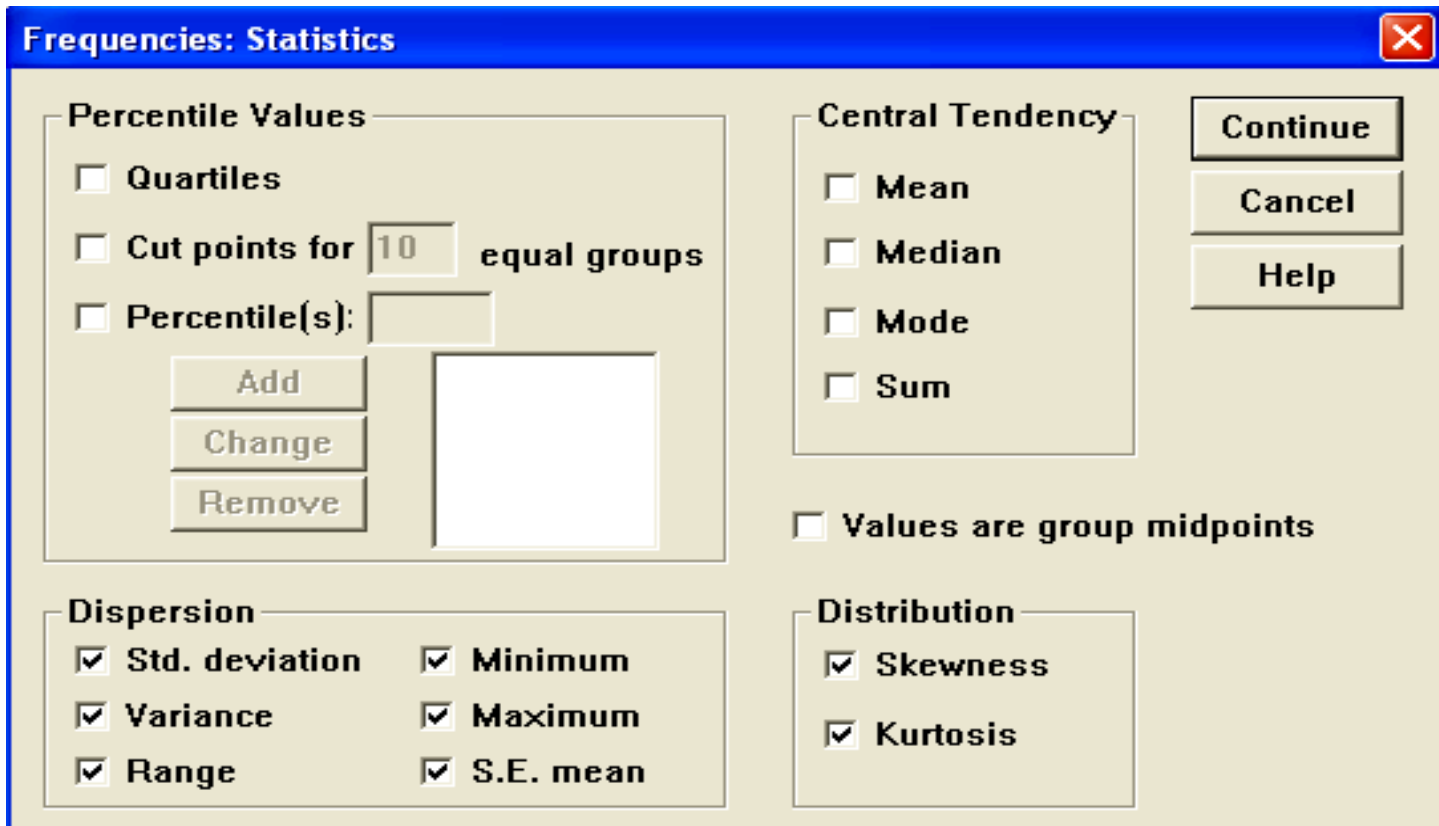 Frequencies: Statistics
Percentile Values
Quartiles
Cut points for 10 equal groups
Percentile(s):
Add
Change
Remove
Central Tendency
Mean
Median
Mode
Sum
Continue
Cancel
Help
Values are group midpoints
Dispersion
Std. deviation
Minimum
Variance
Maximum
Range
S.E. mean
Distribution
Skewness
Kurtosis